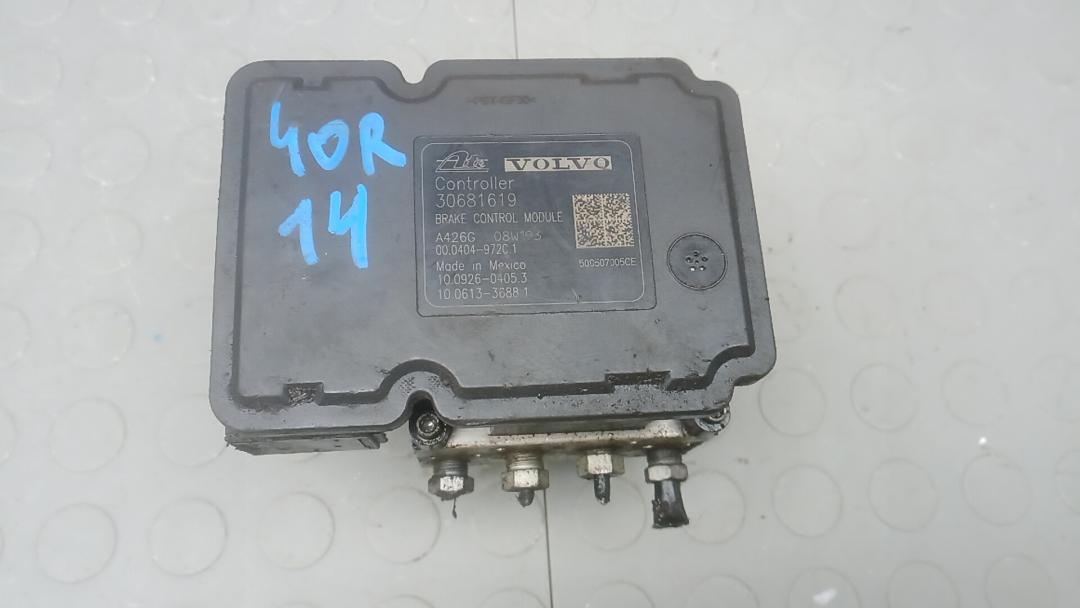 40R
14
Ate VOLVO
Controller
30681619
BRAKE CONTROL MODULE
A426G 08W193
00.0404-972C.1
Made in Mexico
10.0926-0405.3
10.0613-3688.1